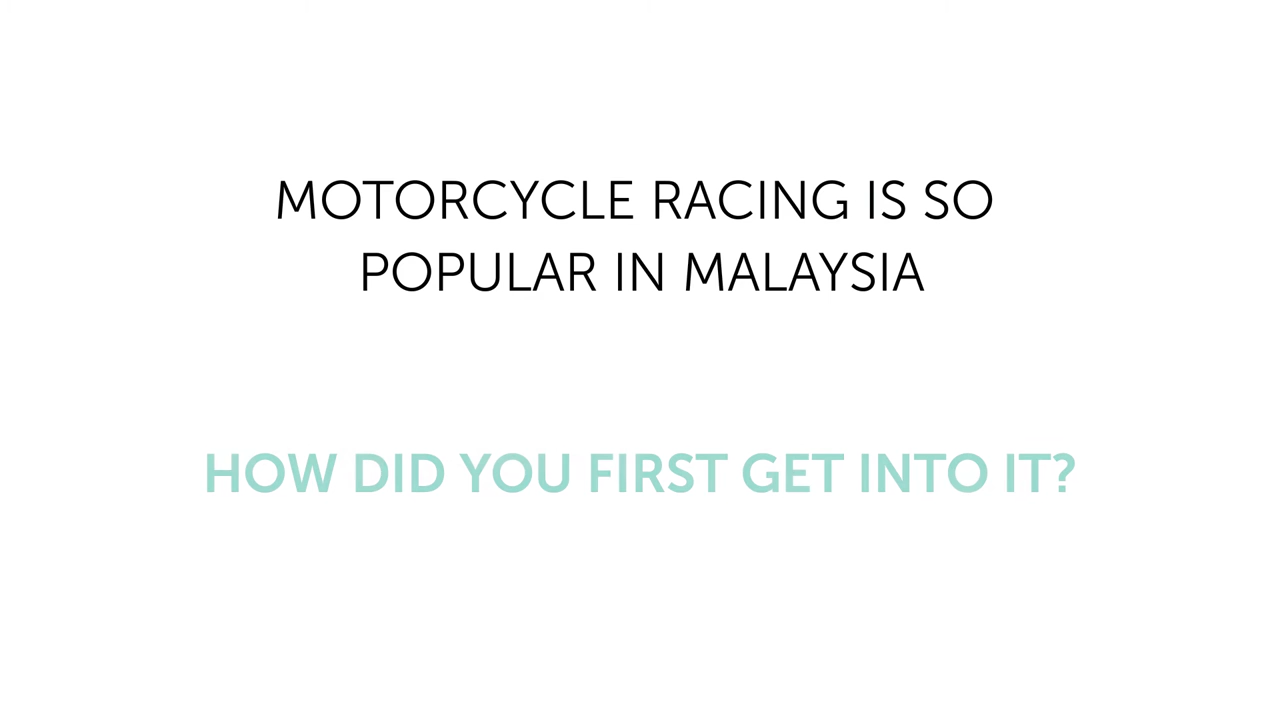 MOTORCYCLE RACING IS SO
POPULAR IN MALAYSIA
HOW DID YOU FIRST GET INTO IT?